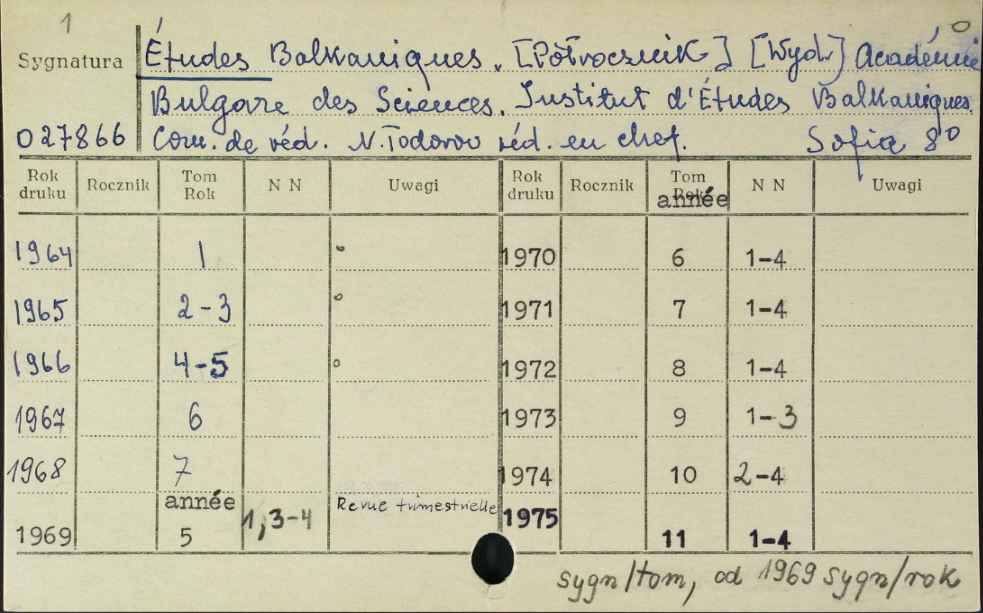 1
Sygnatura Études Balkaniques. [Półrocznik] [Wyd.] Académie
Bulgare des Sciences. Institut d'Études Balkaniques.
027866 Com. de réd. N. Todorov réd. en chef. Sofia 8º
Rok druku Rocznik Tom Rok N N Uwagi Rok druku Rocznik Tom Rok année N N Uwagi
1964 1 1970 6 1-4
1965 2-3 1971 7 1-4
1966 4-5 1972 8 1-4
1967 6 1973 9 1-3
1968 7 1974 10 2-4
1969 année 5 1,3-4 Revue trimestrielle 1975 11 1-4
sygn/tom, od 1969 sygn/rok